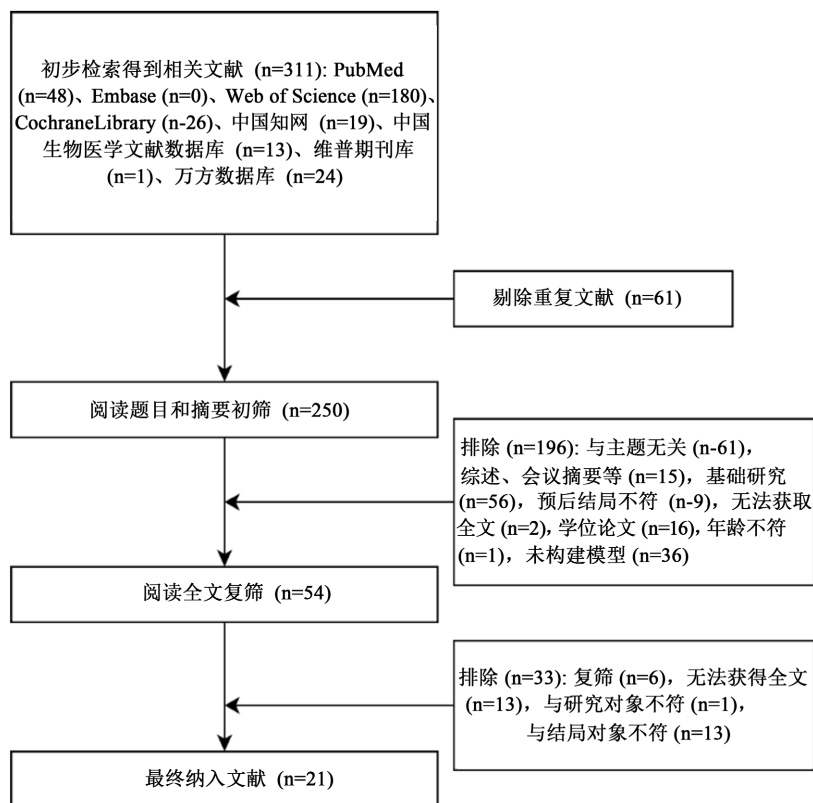 初步检索得到相关文献 (n=311): PubMed
(n=48)、Embase (n=0)、Web of Science (n=180)、
CochraneLibrary (n-26)、中国知网 (n=19)、中国
生物医学文献数据库 (n=13)、维普期刊库
(n=1)、万方数据库 (n=24)
剔除重复文献 (n=61)
阅读题目和摘要初筛 (n=250)
排除 (n=196): 与主题无关 (n-61),
综述、会议摘要等 (n=15), 基础研究
(n=56), 预后结局不符 (n-9), 无法获取
全文 (n=2), 学位论文 (n=16), 年龄不符
(n=1), 未构建模型 (n=36)
阅读全文复筛 (n=54)
排除 (n=33): 复筛 (n=6), 无法获得全文
(n=13), 与研究对象不符 (n=1),
与结局对象不符 (n=13)
最终纳入文献 (n=21)